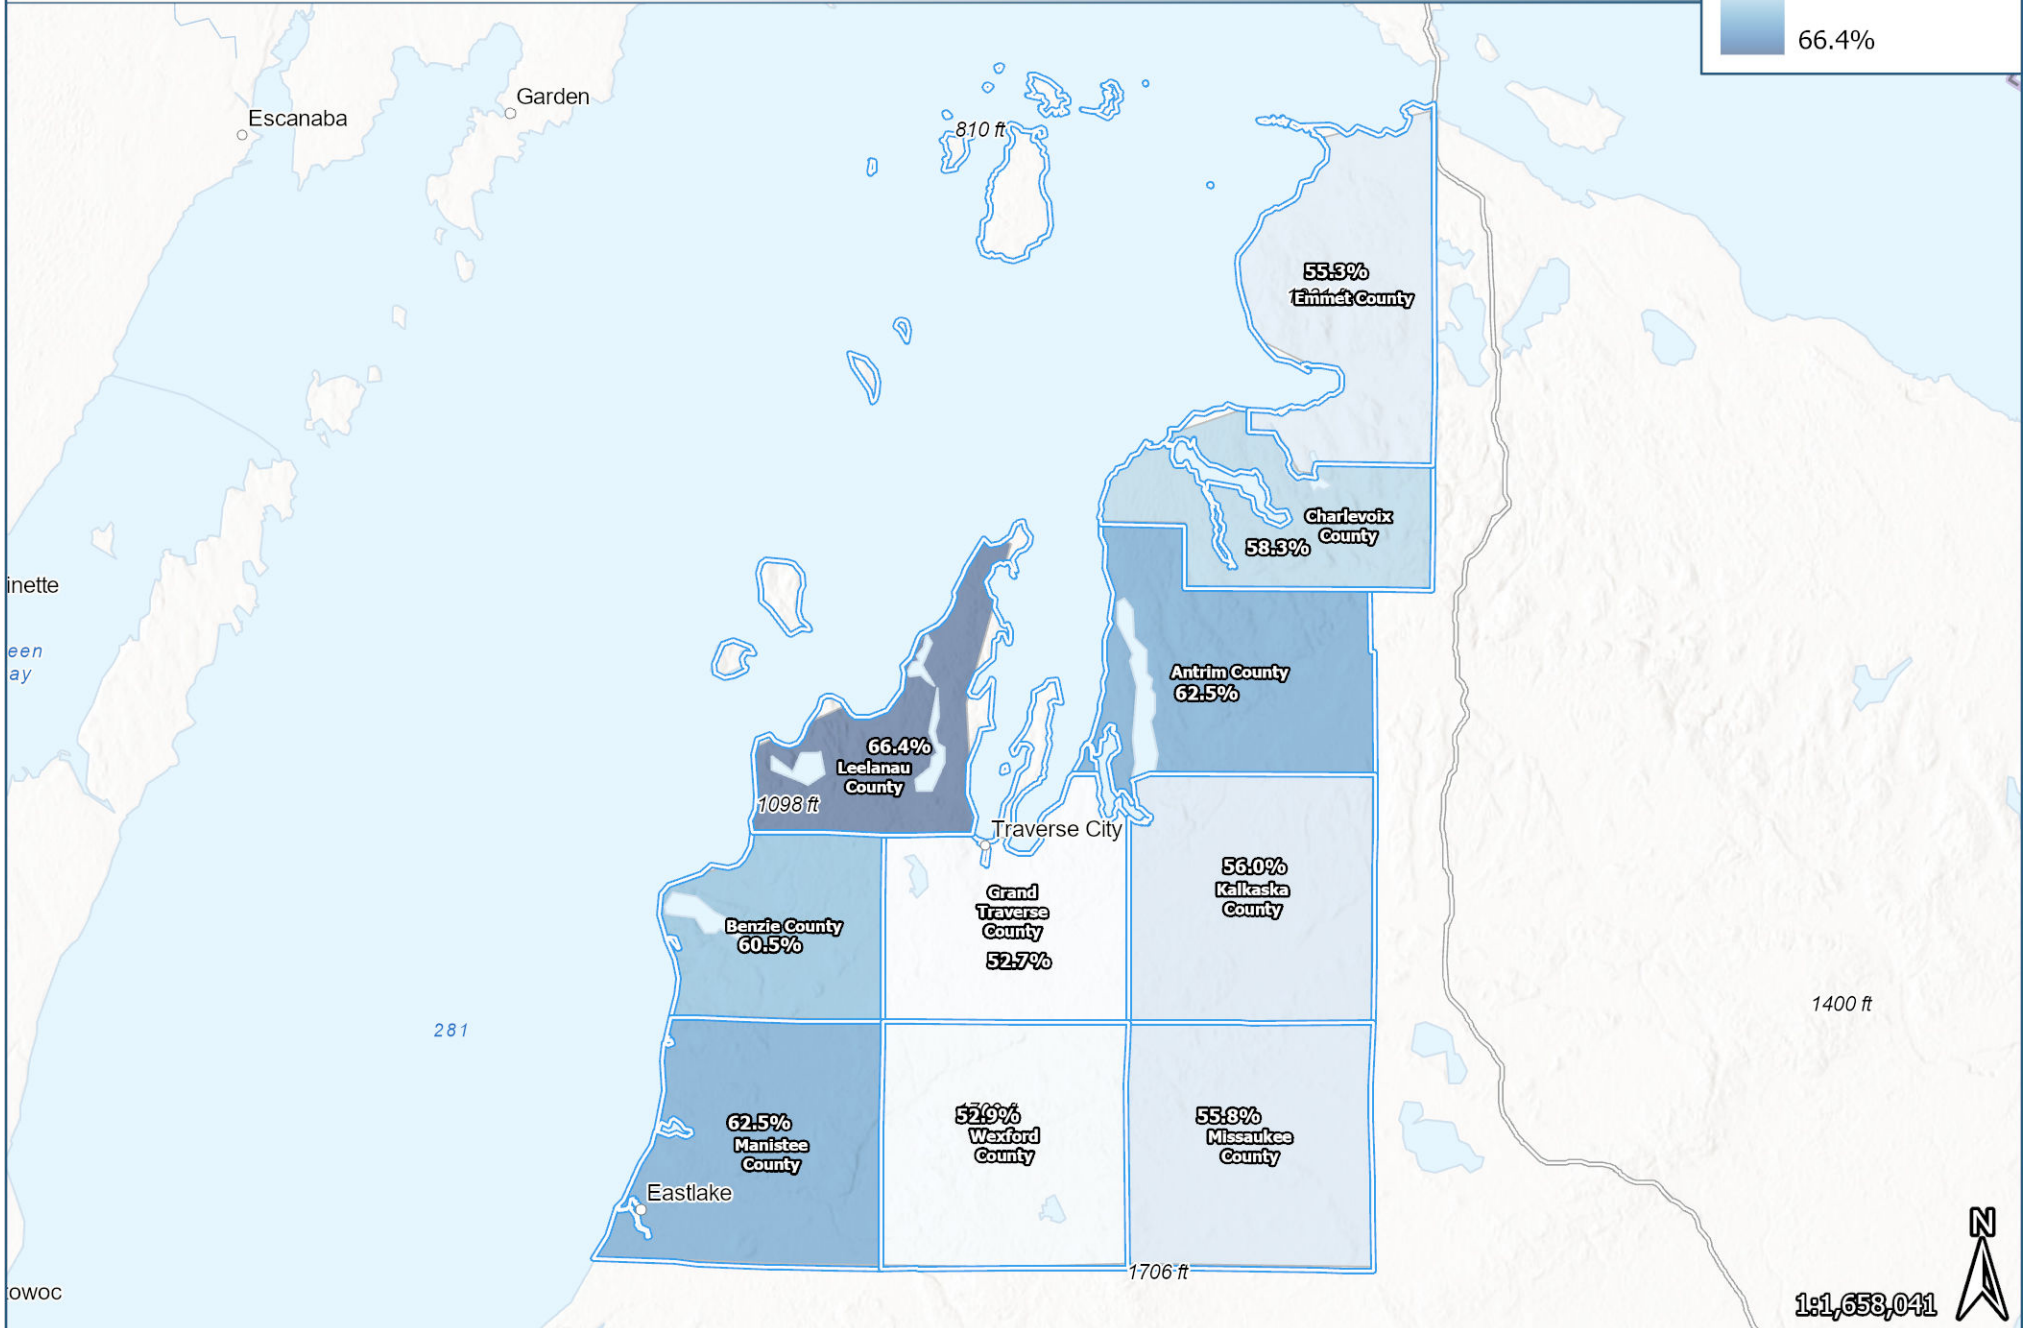 66.4%
Garden
Escanaba
810 ft
55.3%
Emmet County
Charlevoix
County
58.3%
inette
een
ay
Antrim County
62.5%
66.4%
Leelanau
County
1098 ft
Traverse City
56.0%
Kalkaska
County
Grand
Traverse
County
52.7%
Benzie County
60.5%
1400 ft
281
62.5%
Manistee
County
52.9%
Wexford
County
55.8%
Missaukee
County
Eastlake
N
1706 ft
owoc
1:1,658,041